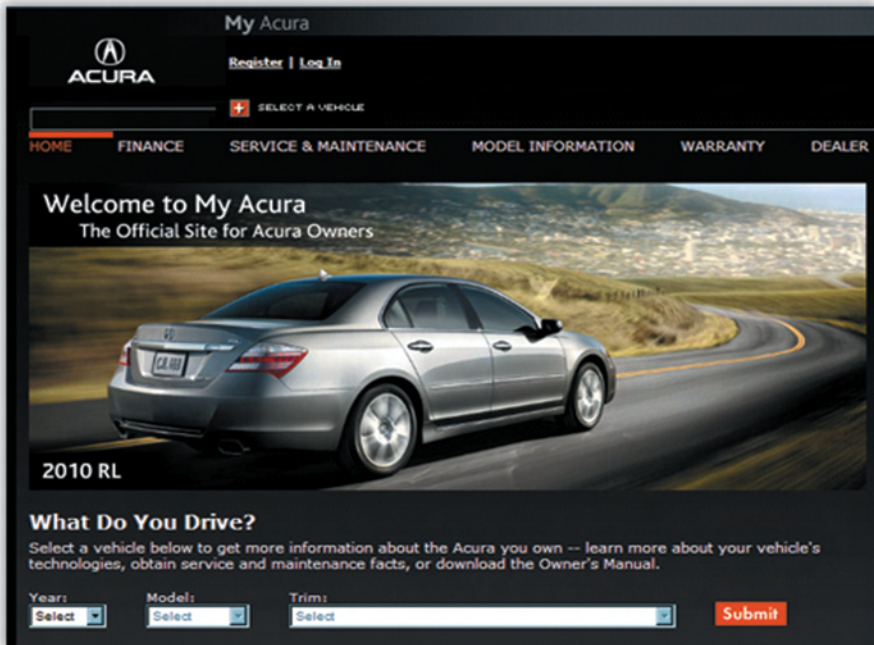 My Acura
ACURA
Register | Log In
SELECT A VEHICLE
HOME FINANCE SERVICE & MAINTENANCE MODEL INFORMATION WARRANTY DEALER
Welcome to My Acura
The Official Site for Acura Owners
2010 RL
What Do You Drive?
Select a vehicle below to get more information about the Acura you own -- learn more about your vehicle's
technologies, obtain service and maintenance facts, or download the Owner's Manual.
Year: Model: Trim:
Select Select Select Submit